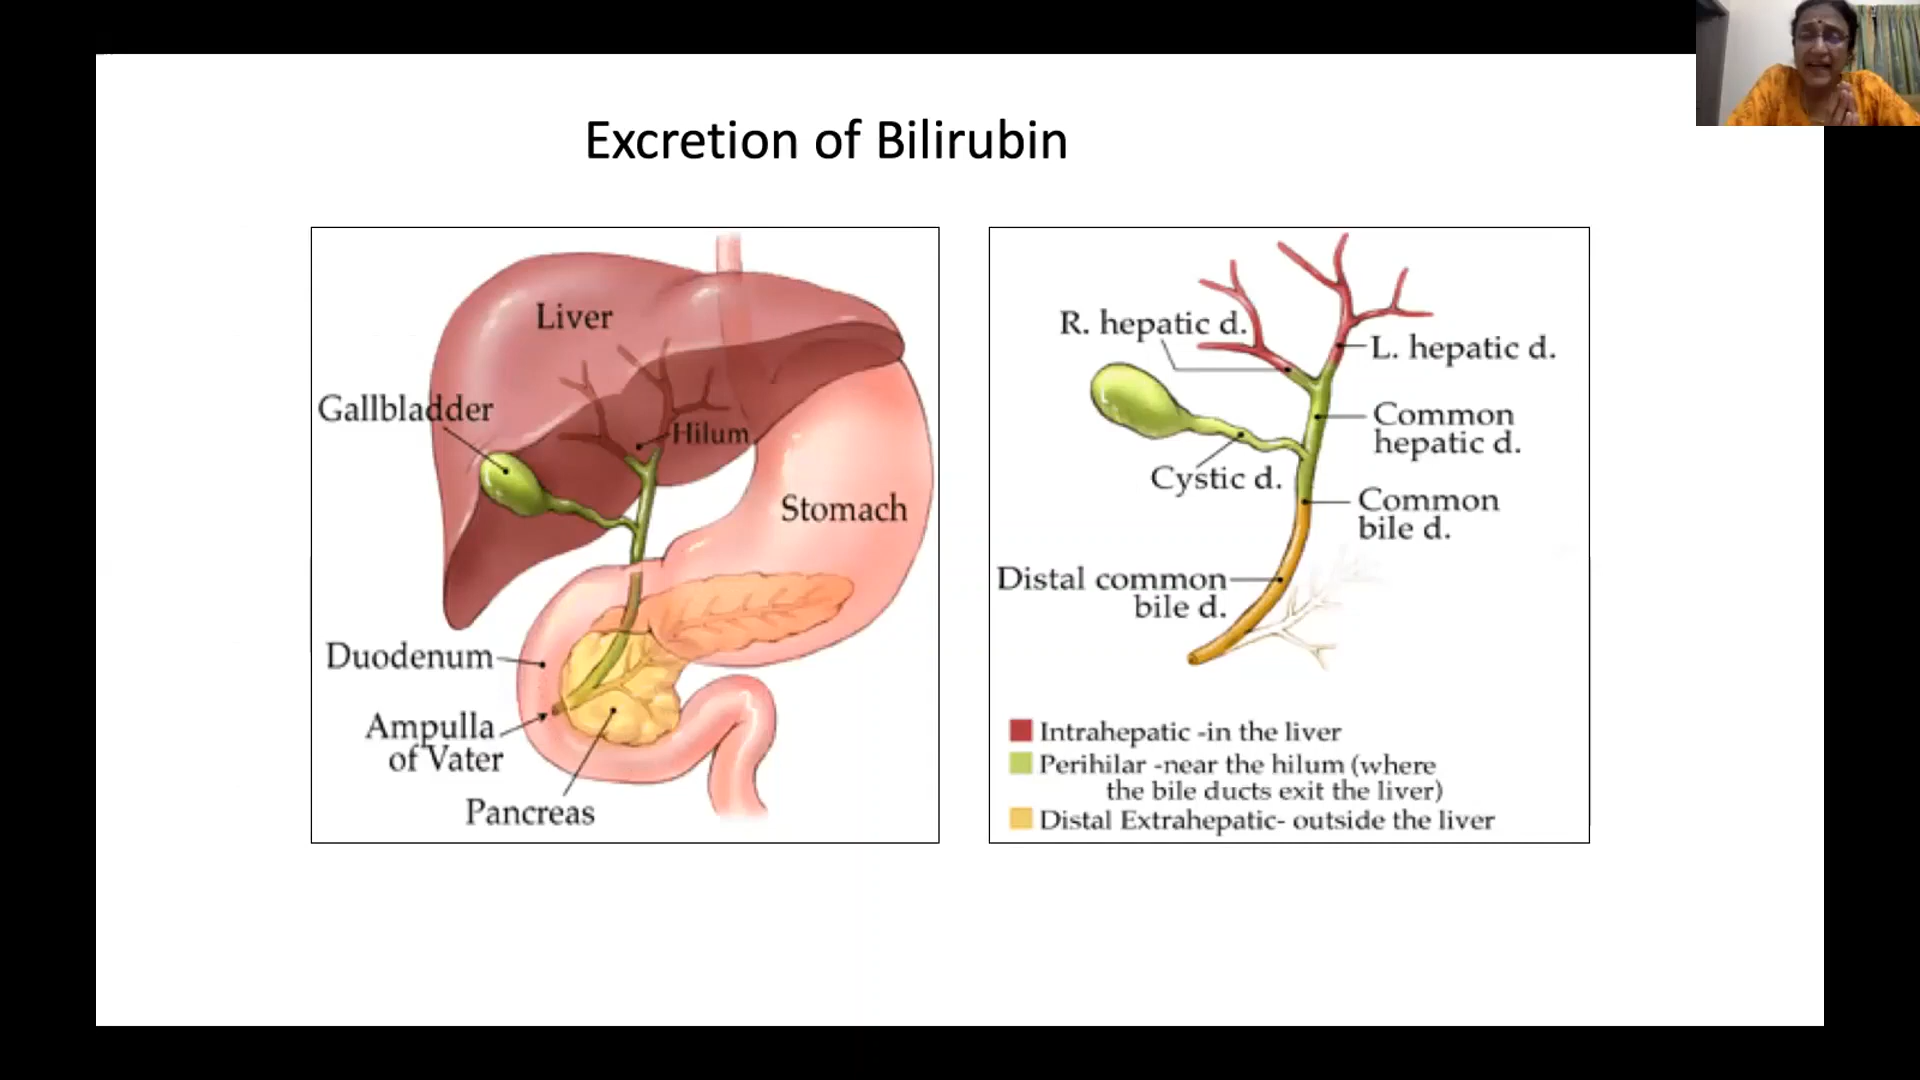 Excretion of Bilirubin
Liver
Gallbladder
Hilum
Stomach
Duodenum
Ampulla
of Vater
Pancreas
R. hepatic d.
L. hepatic d.
Common
hepatic d.
Cystic d.
Common
bile d.
Distal common
bile d.
Intrahepatic -in the liver
Perihilar -near the hilum (where
the bile ducts exit the liver)
Distal Extrahepatic- outside the liver